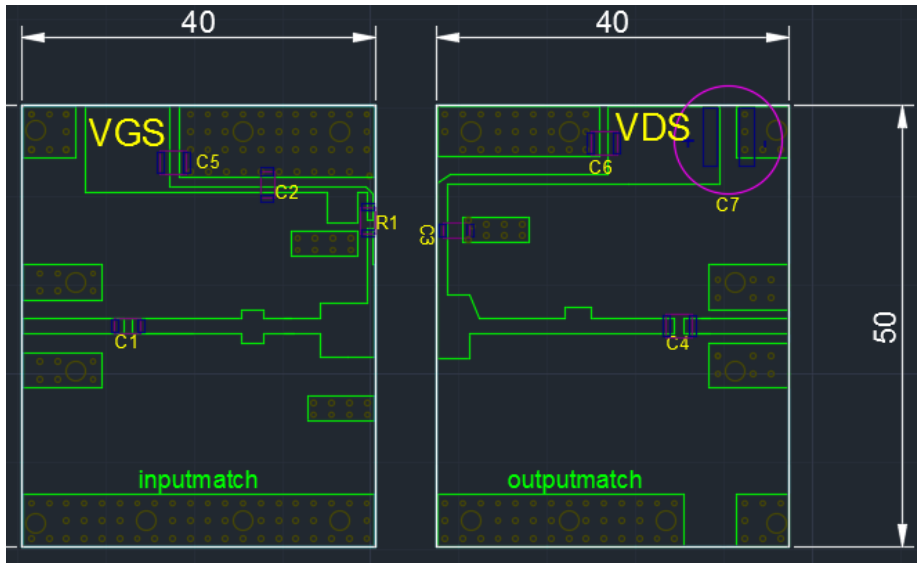 40
40
VGS
VDS
C5
C6
C2
C7
R1
C3
C1
C4
50
inputmatch
outputmatch
+
-